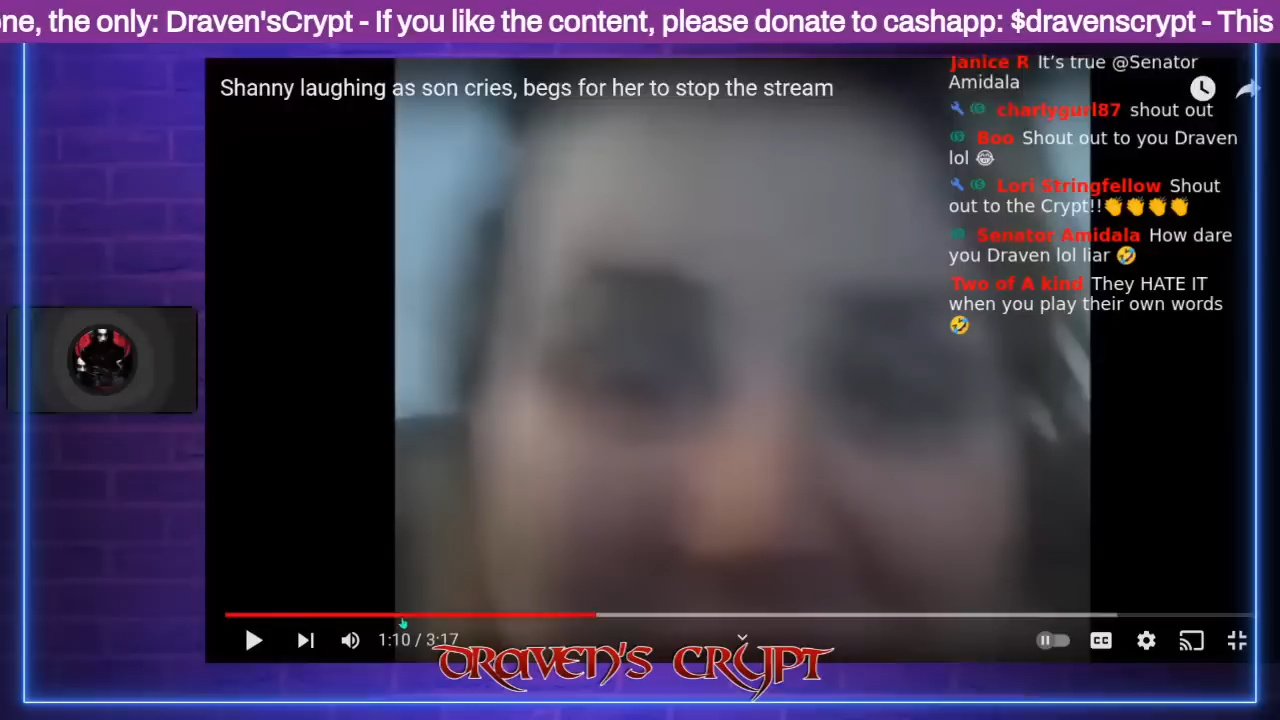 one, the only: Draven'sCrypt - If you like the content, please donate to cashapp: $dravenscrypt - This
Shanny laughing as son cries, begs for her to stop the stream
Janice R It’s true @Senator
Amidala
charlygurl87 shout out
Boo Shout out to you Draven
lol 😂
Lori Stringfellow Shout
out to the Crypt!!👏👏👏👏
Senator Amidala How dare
you Draven lol liar 🤣
Two of A kind They HATE IT
when you play their own words
🤣
1:10 / 3:17
CC
DRAVEN'S CRYPT